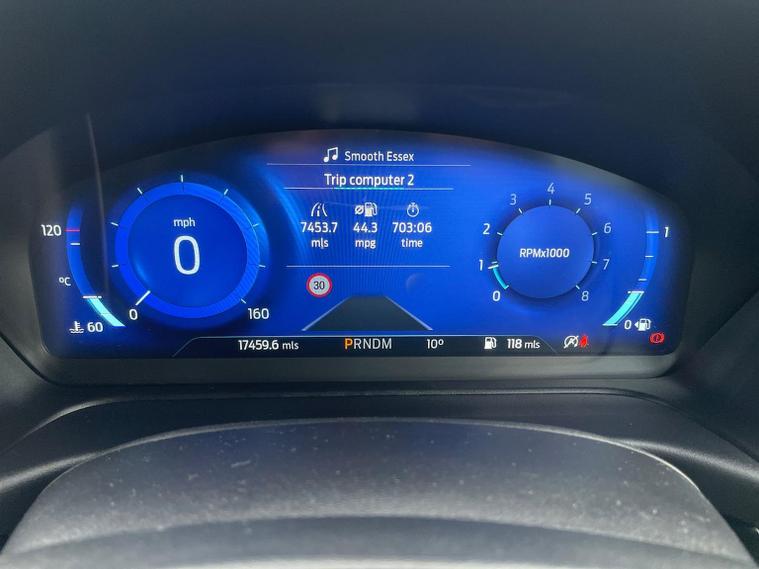 Smooth Essex
Trip computer 2
7453.7 44.3 703:06
mls mpg time
mph
0
0 160
120
ºC
60
30
0 1 2 3 4 5 6 7 8
RPMx1000
1
0
17459.6 mls PRNDM 10º 118 mls